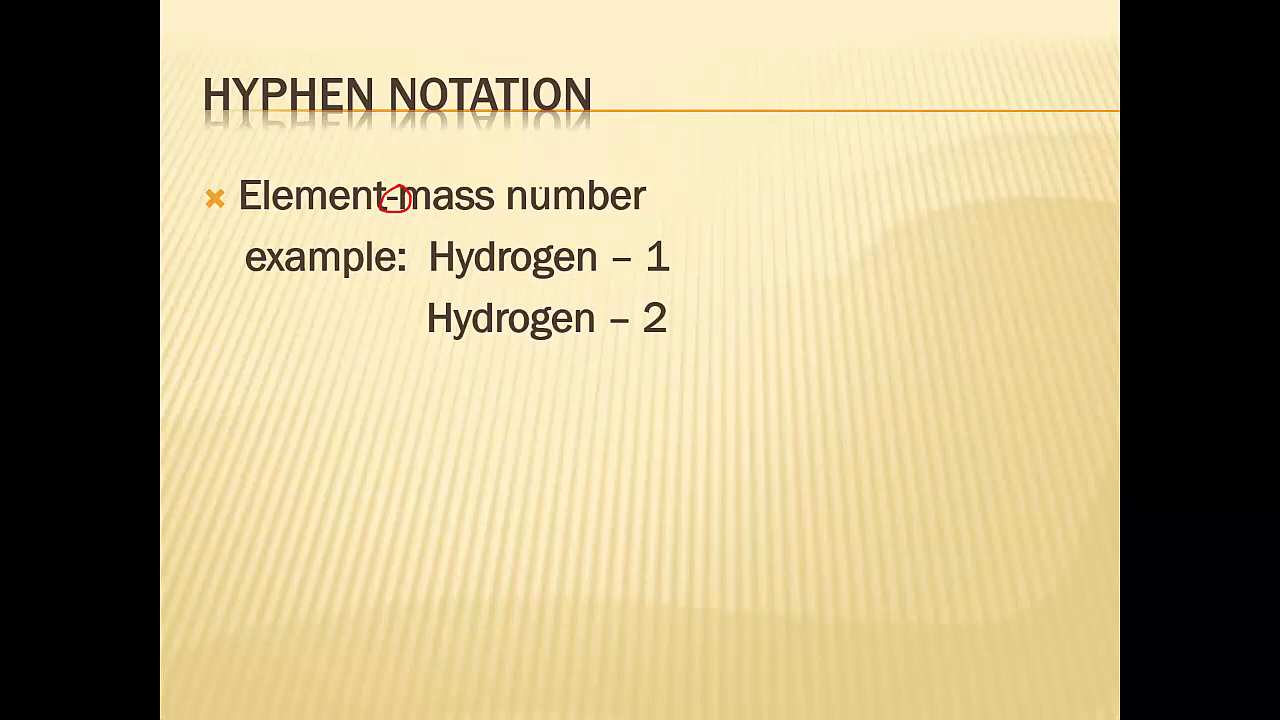 HYPHEN NOTATION
Element-mass number
example: Hydrogen – 1
Hydrogen – 2